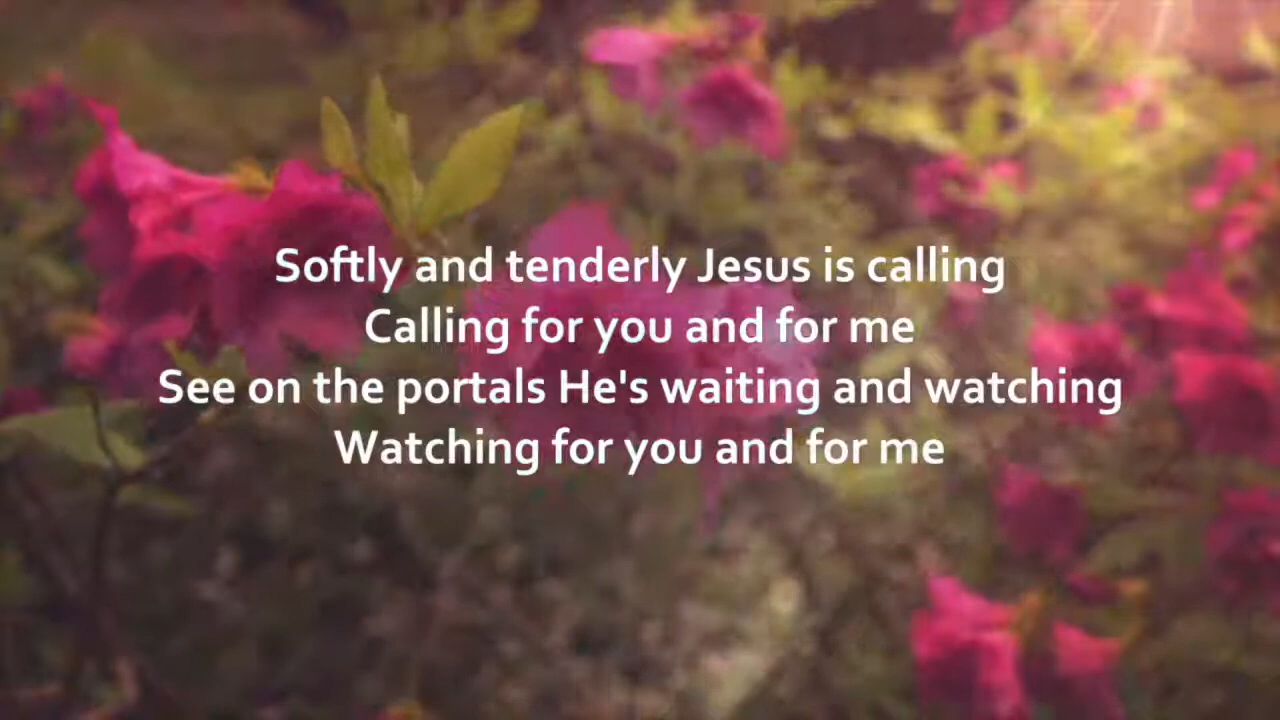 Softly and tenderly Jesus is calling
Calling for you and for me
See on the portals He's waiting and watching
Watching for you and for me